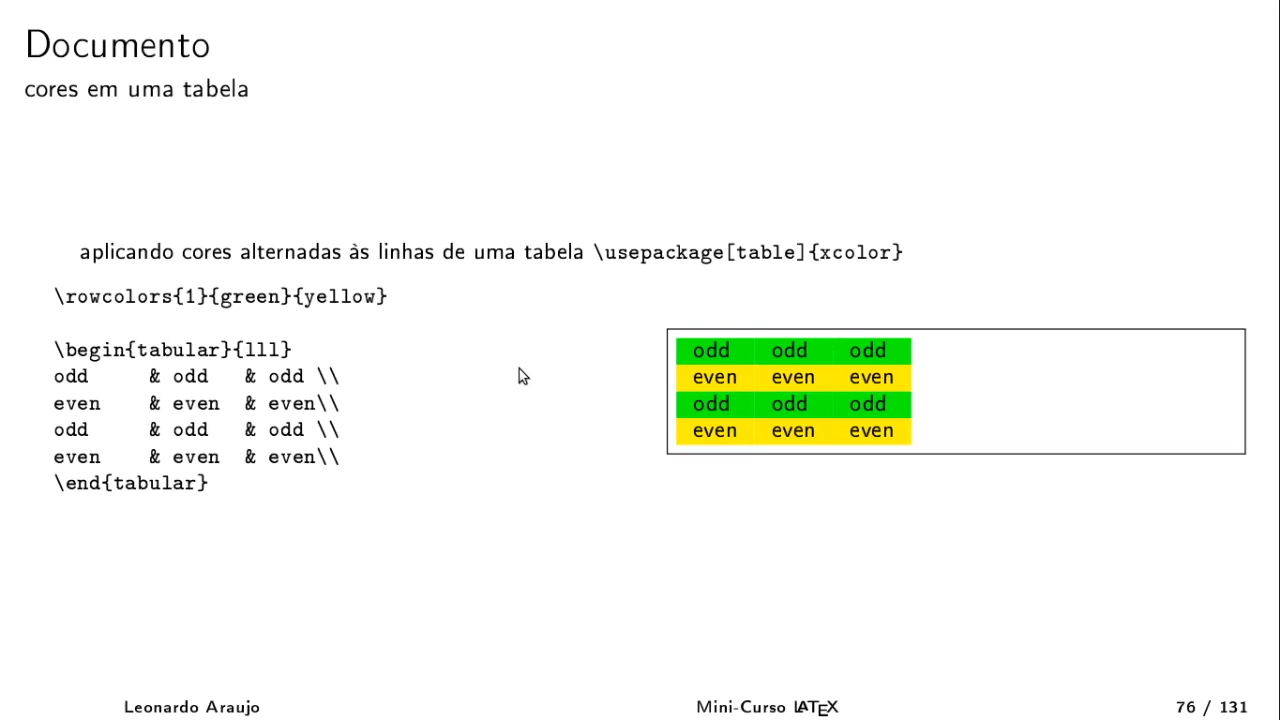 Documento
cores em uma tabela
aplicando cores alternadas às linhas de uma tabela \usepackage[table]{xcolor}
\rowcolors{1}{green}{yellow}
\begin{tabular}{lll}
odd & odd & odd \\
even & even & even\\
odd & odd & odd \\
even & even & even\\
\end{tabular}
odd odd odd
even even even
odd odd odd
even even even
Leonardo Araujo Mini-Curso LATEX 76 / 131